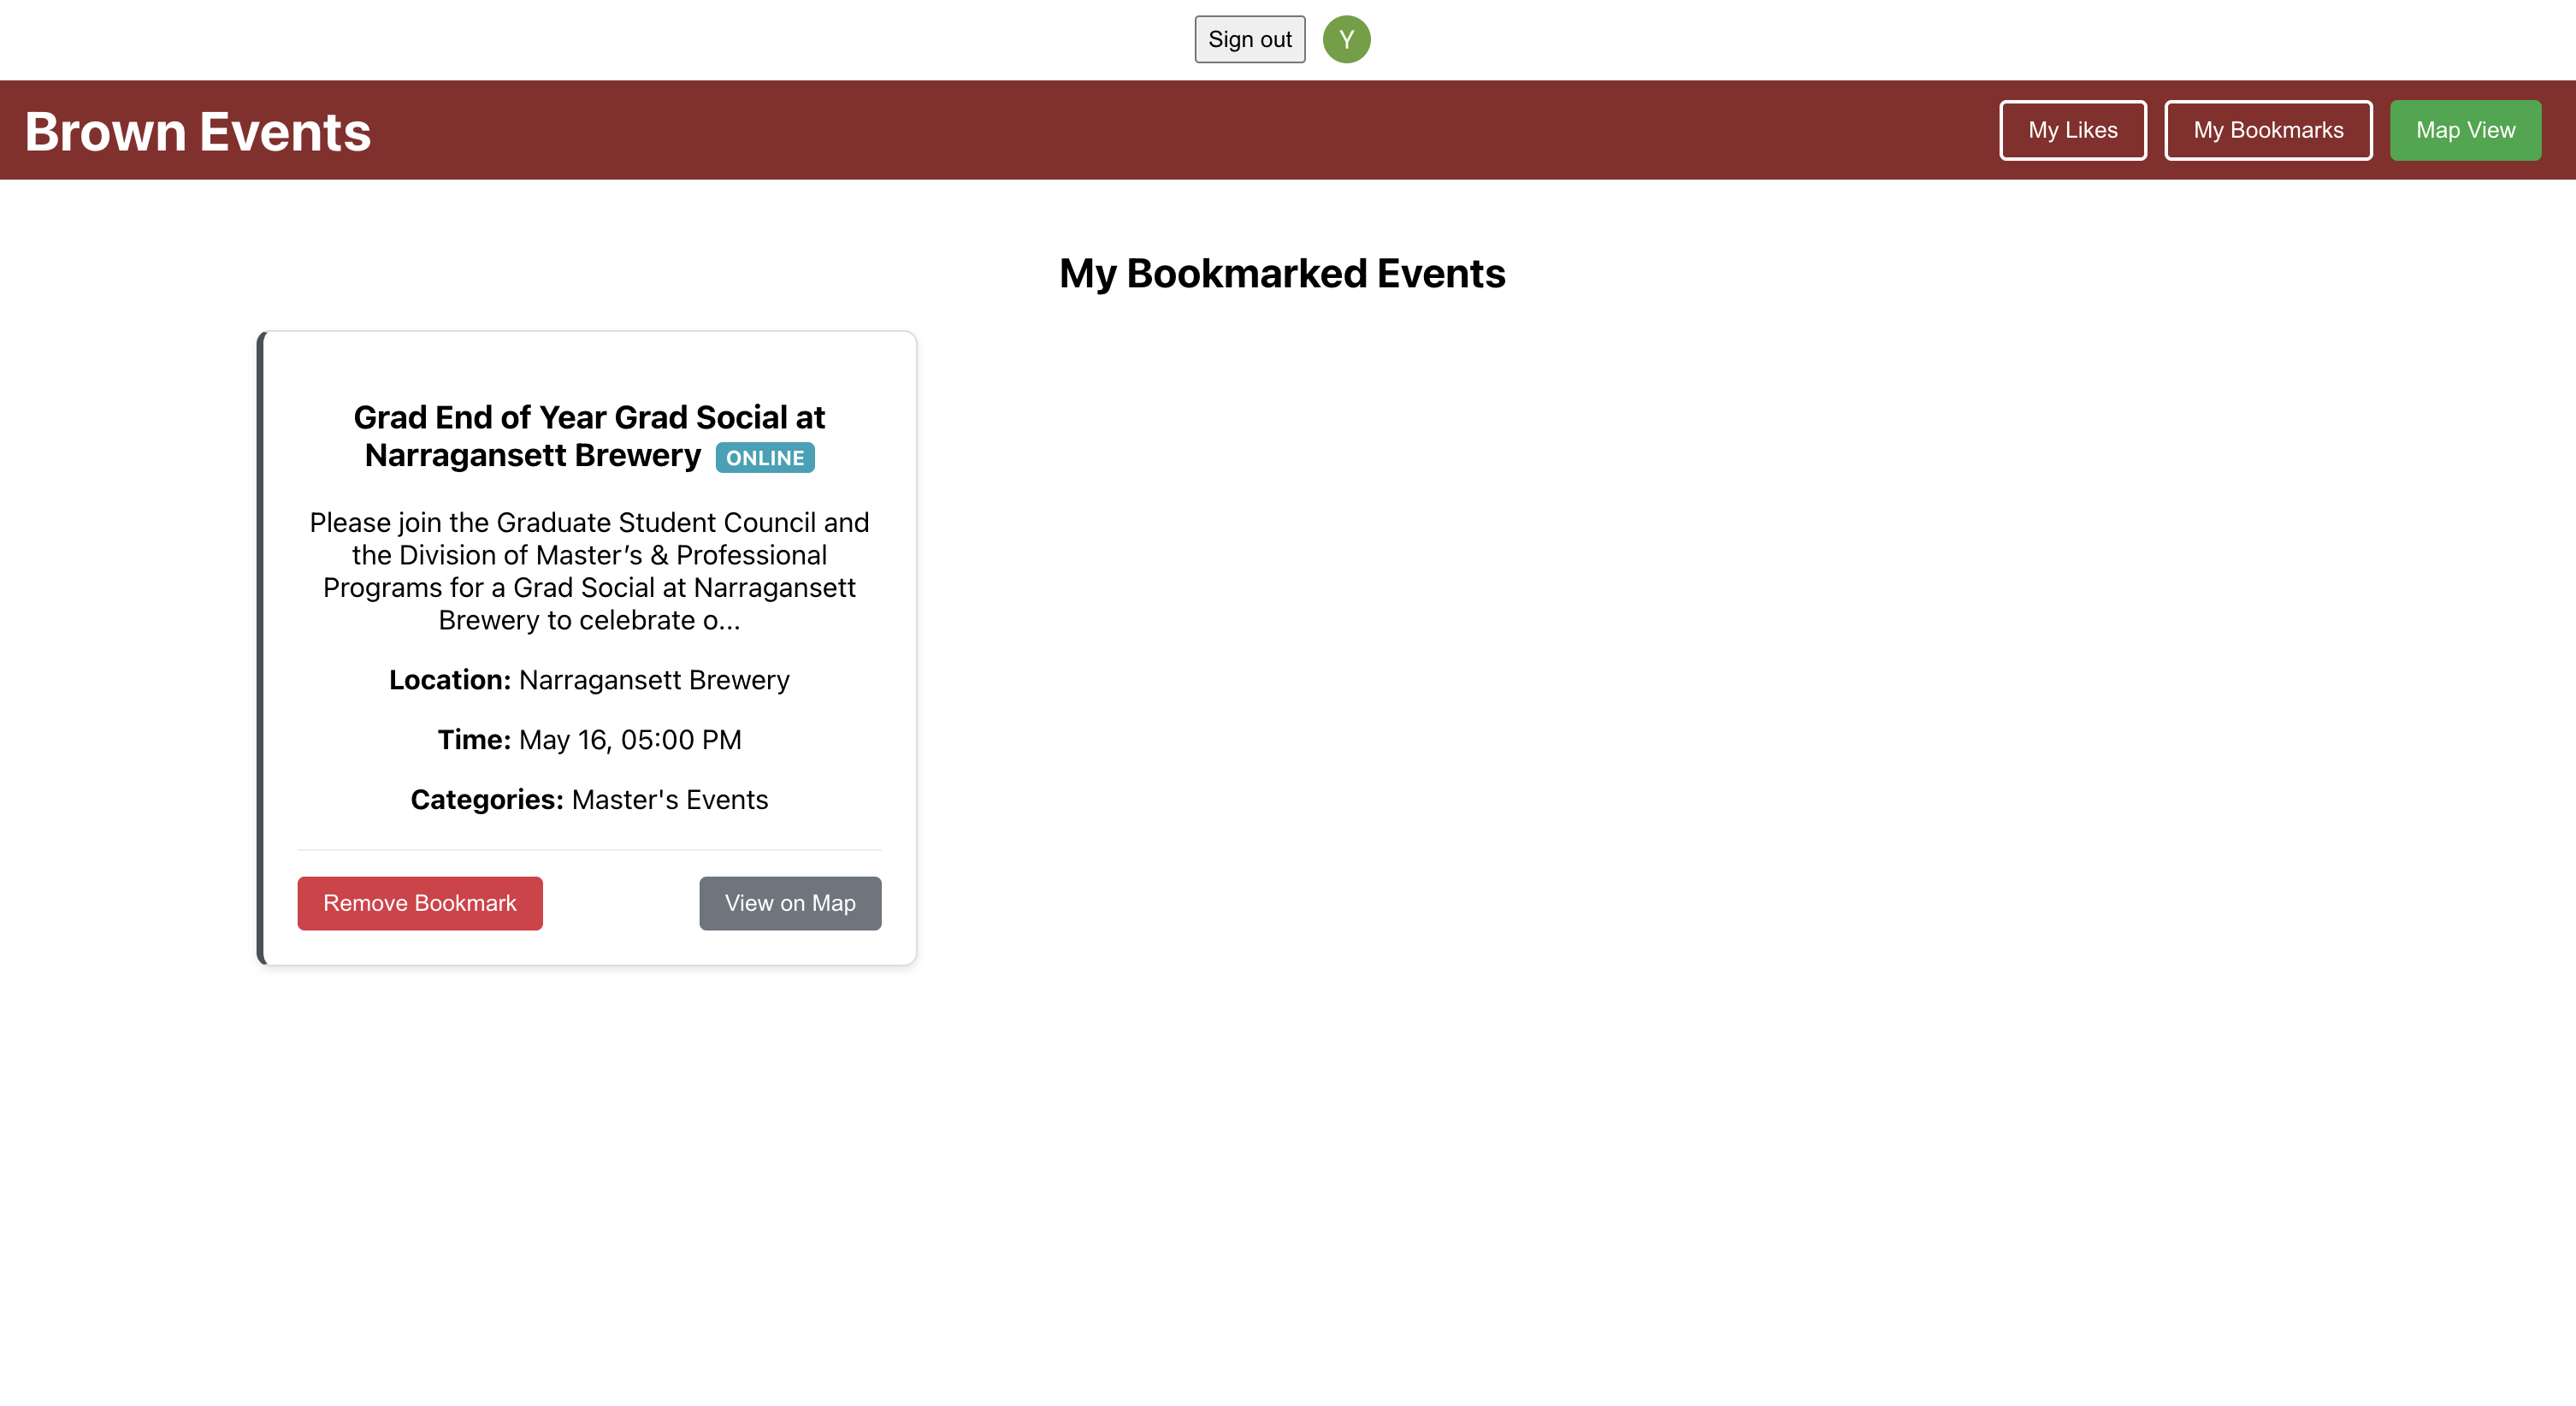 Sign out
Y
Brown Events
My Likes
My Bookmarks
Map View
My Bookmarked Events
Grad End of Year Grad Social at
Narragansett Brewery ONLINE
Please join the Graduate Student Council and
the Division of Master’s & Professional
Programs for a Grad Social at Narragansett
Brewery to celebrate o...
Location: Narragansett Brewery
Time: May 16, 05:00 PM
Categories: Master's Events
Remove Bookmark
View on Map